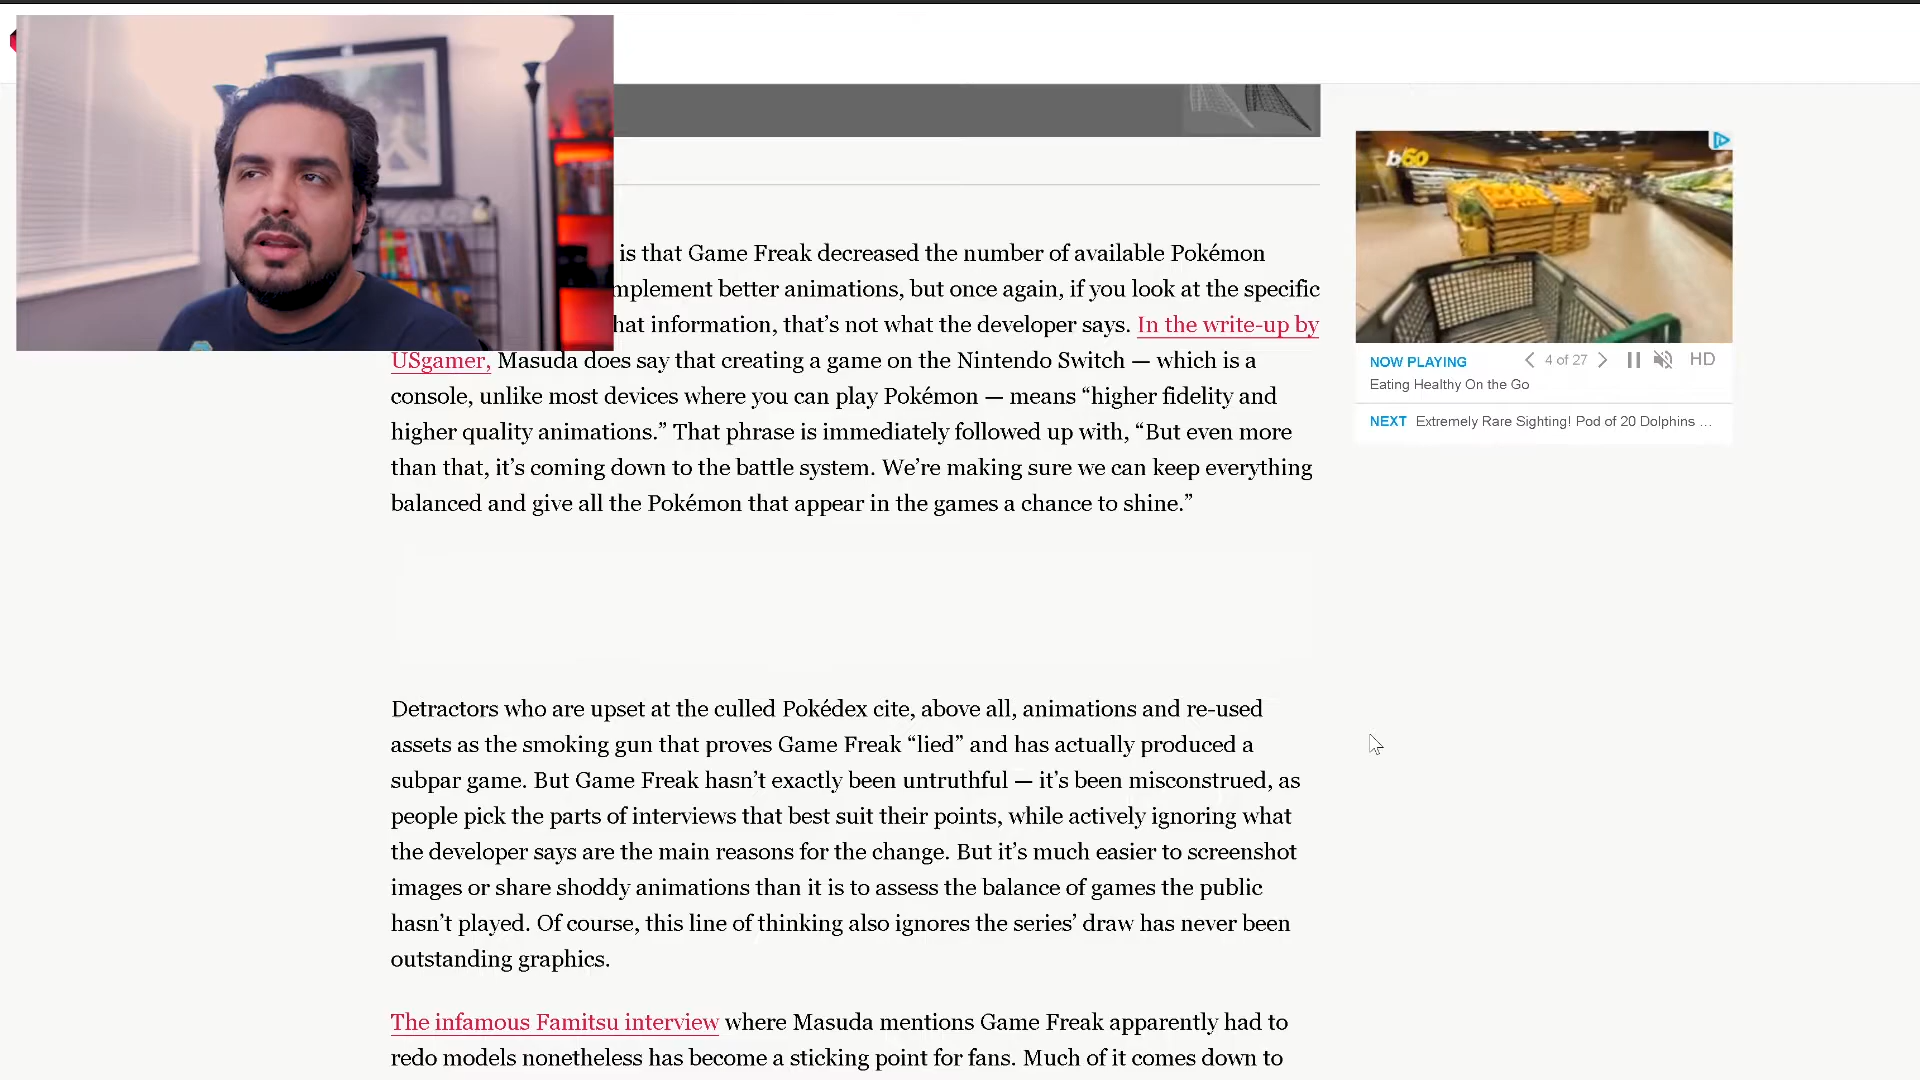 is that Game Freak decreased the number of available Pokémon
mplement better animations, but once again, if you look at the specific
hat information, that’s not what the developer says. In the write-up by
USgamer, Masuda does say that creating a game on the Nintendo Switch — which is a
console, unlike most devices where you can play Pokémon — means “higher fidelity and
higher quality animations.” That phrase is immediately followed up with, “But even more
than that, it’s coming down to the battle system. We’re making sure we can keep everything
balanced and give all the Pokémon that appear in the games a chance to shine.”
Detractors who are upset at the culled Pokédex cite, above all, animations and re-used
assets as the smoking gun that proves Game Freak “lied” and has actually produced a
subpar game. But Game Freak hasn’t exactly been untruthful — it’s been misconstrued, as
people pick the parts of interviews that best suit their points, while actively ignoring what
the developer says are the main reasons for the change. But it’s much easier to screenshot
images or share shoddy animations than it is to assess the balance of games the public
hasn’t played. Of course, this line of thinking also ignores the series’ draw has never been
outstanding graphics.
The infamous Famitsu interview where Masuda mentions Game Freak apparently had to
redo models nonetheless has become a sticking point for fans. Much of it comes down to
b60
NOW PLAYING
4 of 27
HD
Eating Healthy On the Go
NEXT Extremely Rare Sighting! Pod of 20 Dolphins ...